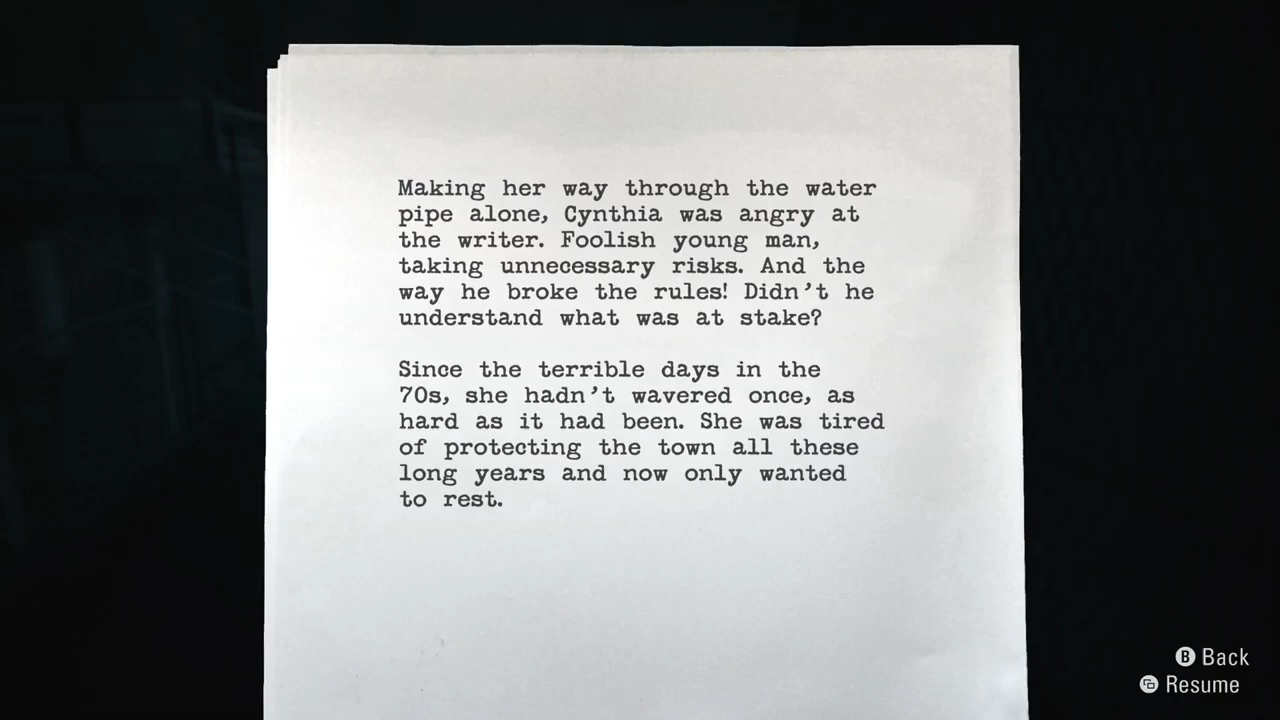 Making her way through the water
pipe alone, Cynthia was angry at
the writer. Foolish young man,
taking unnecessary risks. And the
way he broke the rules! Didn't he
understand what was at stake?
Since the terrible days in the
70s, she hadn't wavered once, as
hard as it had been. She was tired
of protecting the town all these
long years and now only wanted
to rest.
B Back
Resume